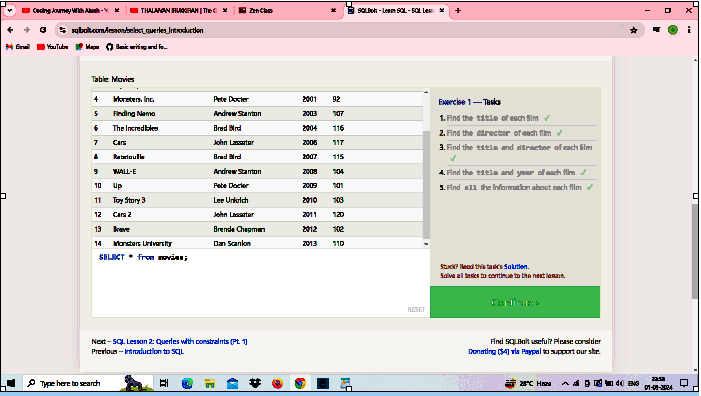 Coding Journey With Akash - Y
THALAIVAN IRUKKIRAN | The G
Zen Class
SQLBolt - Learn SQL - SQL Less
sqlbolt.com/lesson/select_queries_introduction
Gmail YouTube Maps Basic writing and fo...
Table: Movies
4 Monsters, Inc. Pete Docter 2001 92
5 Finding Nemo Andrew Stanton 2003 107
6 The Incredibles Brad Bird 2004 116
7 Cars John Lasseter 2006 117
8 Ratatouille Brad Bird 2007 115
9 WALL-E Andrew Stanton 2008 104
10 Up Pete Docter 2009 101
11 Toy Story 3 Lee Unkrich 2010 103
12 Cars 2 John Lasseter 2011 120
13 Brave Brenda Chapman 2012 102
14 Monsters University Dan Scanlon 2013 110
SELECT * from movies;
RESET
Exercise 1 — Tasks
1. Find the title of each film ✓
2. Find the director of each film ✓
3. Find the title and director of each film
✓
4. Find the title and year of each film ✓
5. Find all the information about each film ✓
Stuck? Read this task's Solution.
Solve all tasks to continue to the next lesson.
Continue ›
Next – SQL Lesson 2: Queries with constraints (Pt. 1)
Previous – Introduction to SQL
Find SQLBolt useful? Please consider
Donating ($4) via Paypal to support our site.
Type here to search
26°C Haze
ENG
01-03-2024